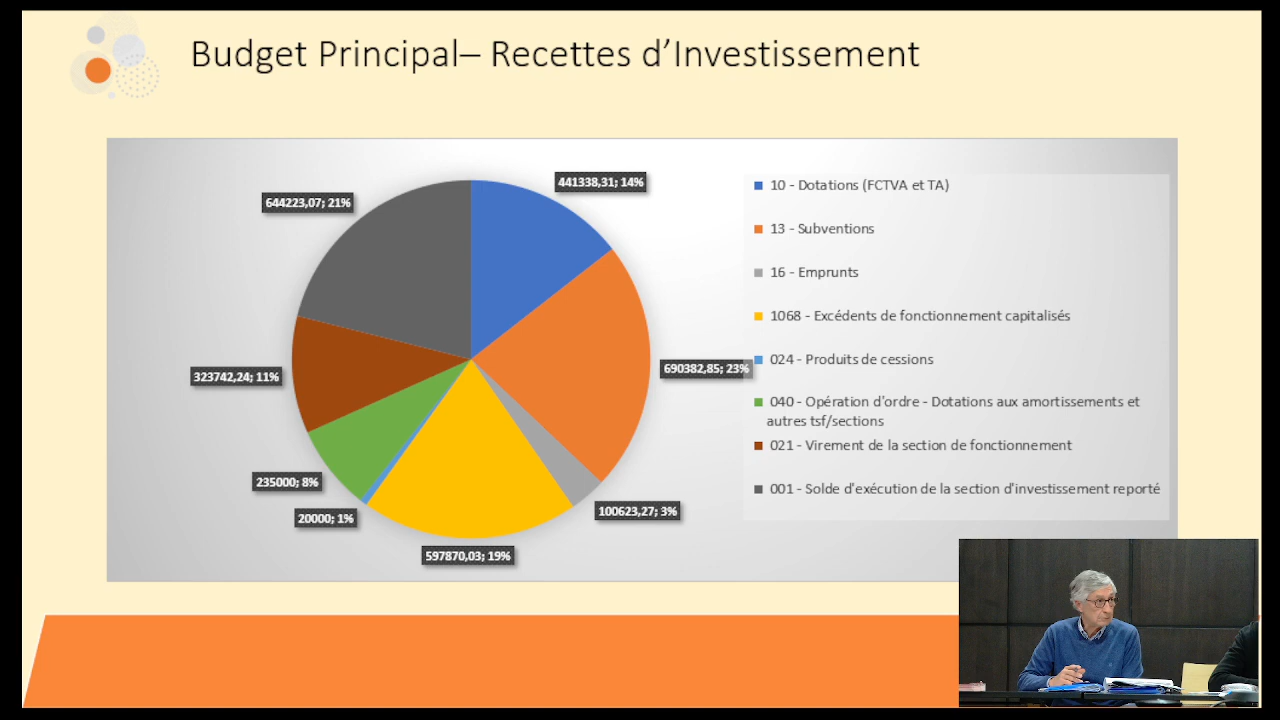 Budget Principal– Recettes d’Investissement
441338,31; 14%
644223,07; 21%
690382,85; 23%
323742,24; 11%
235000; 8%
20000; 1%
100623,27; 3%
597870,03; 19%
10 - Dotations (FCTVA et TA)
13 - Subventions
16 - Emprunts
1068 - Excédents de fonctionnement capitalisés
024 - Produits de cessions
040 - Opération d'ordre - Dotations aux amortissements et
autres tsf/sections
021 - Virement de la section de fonctionnement
001 - Solde d'exécution de la section d'investissement reporté